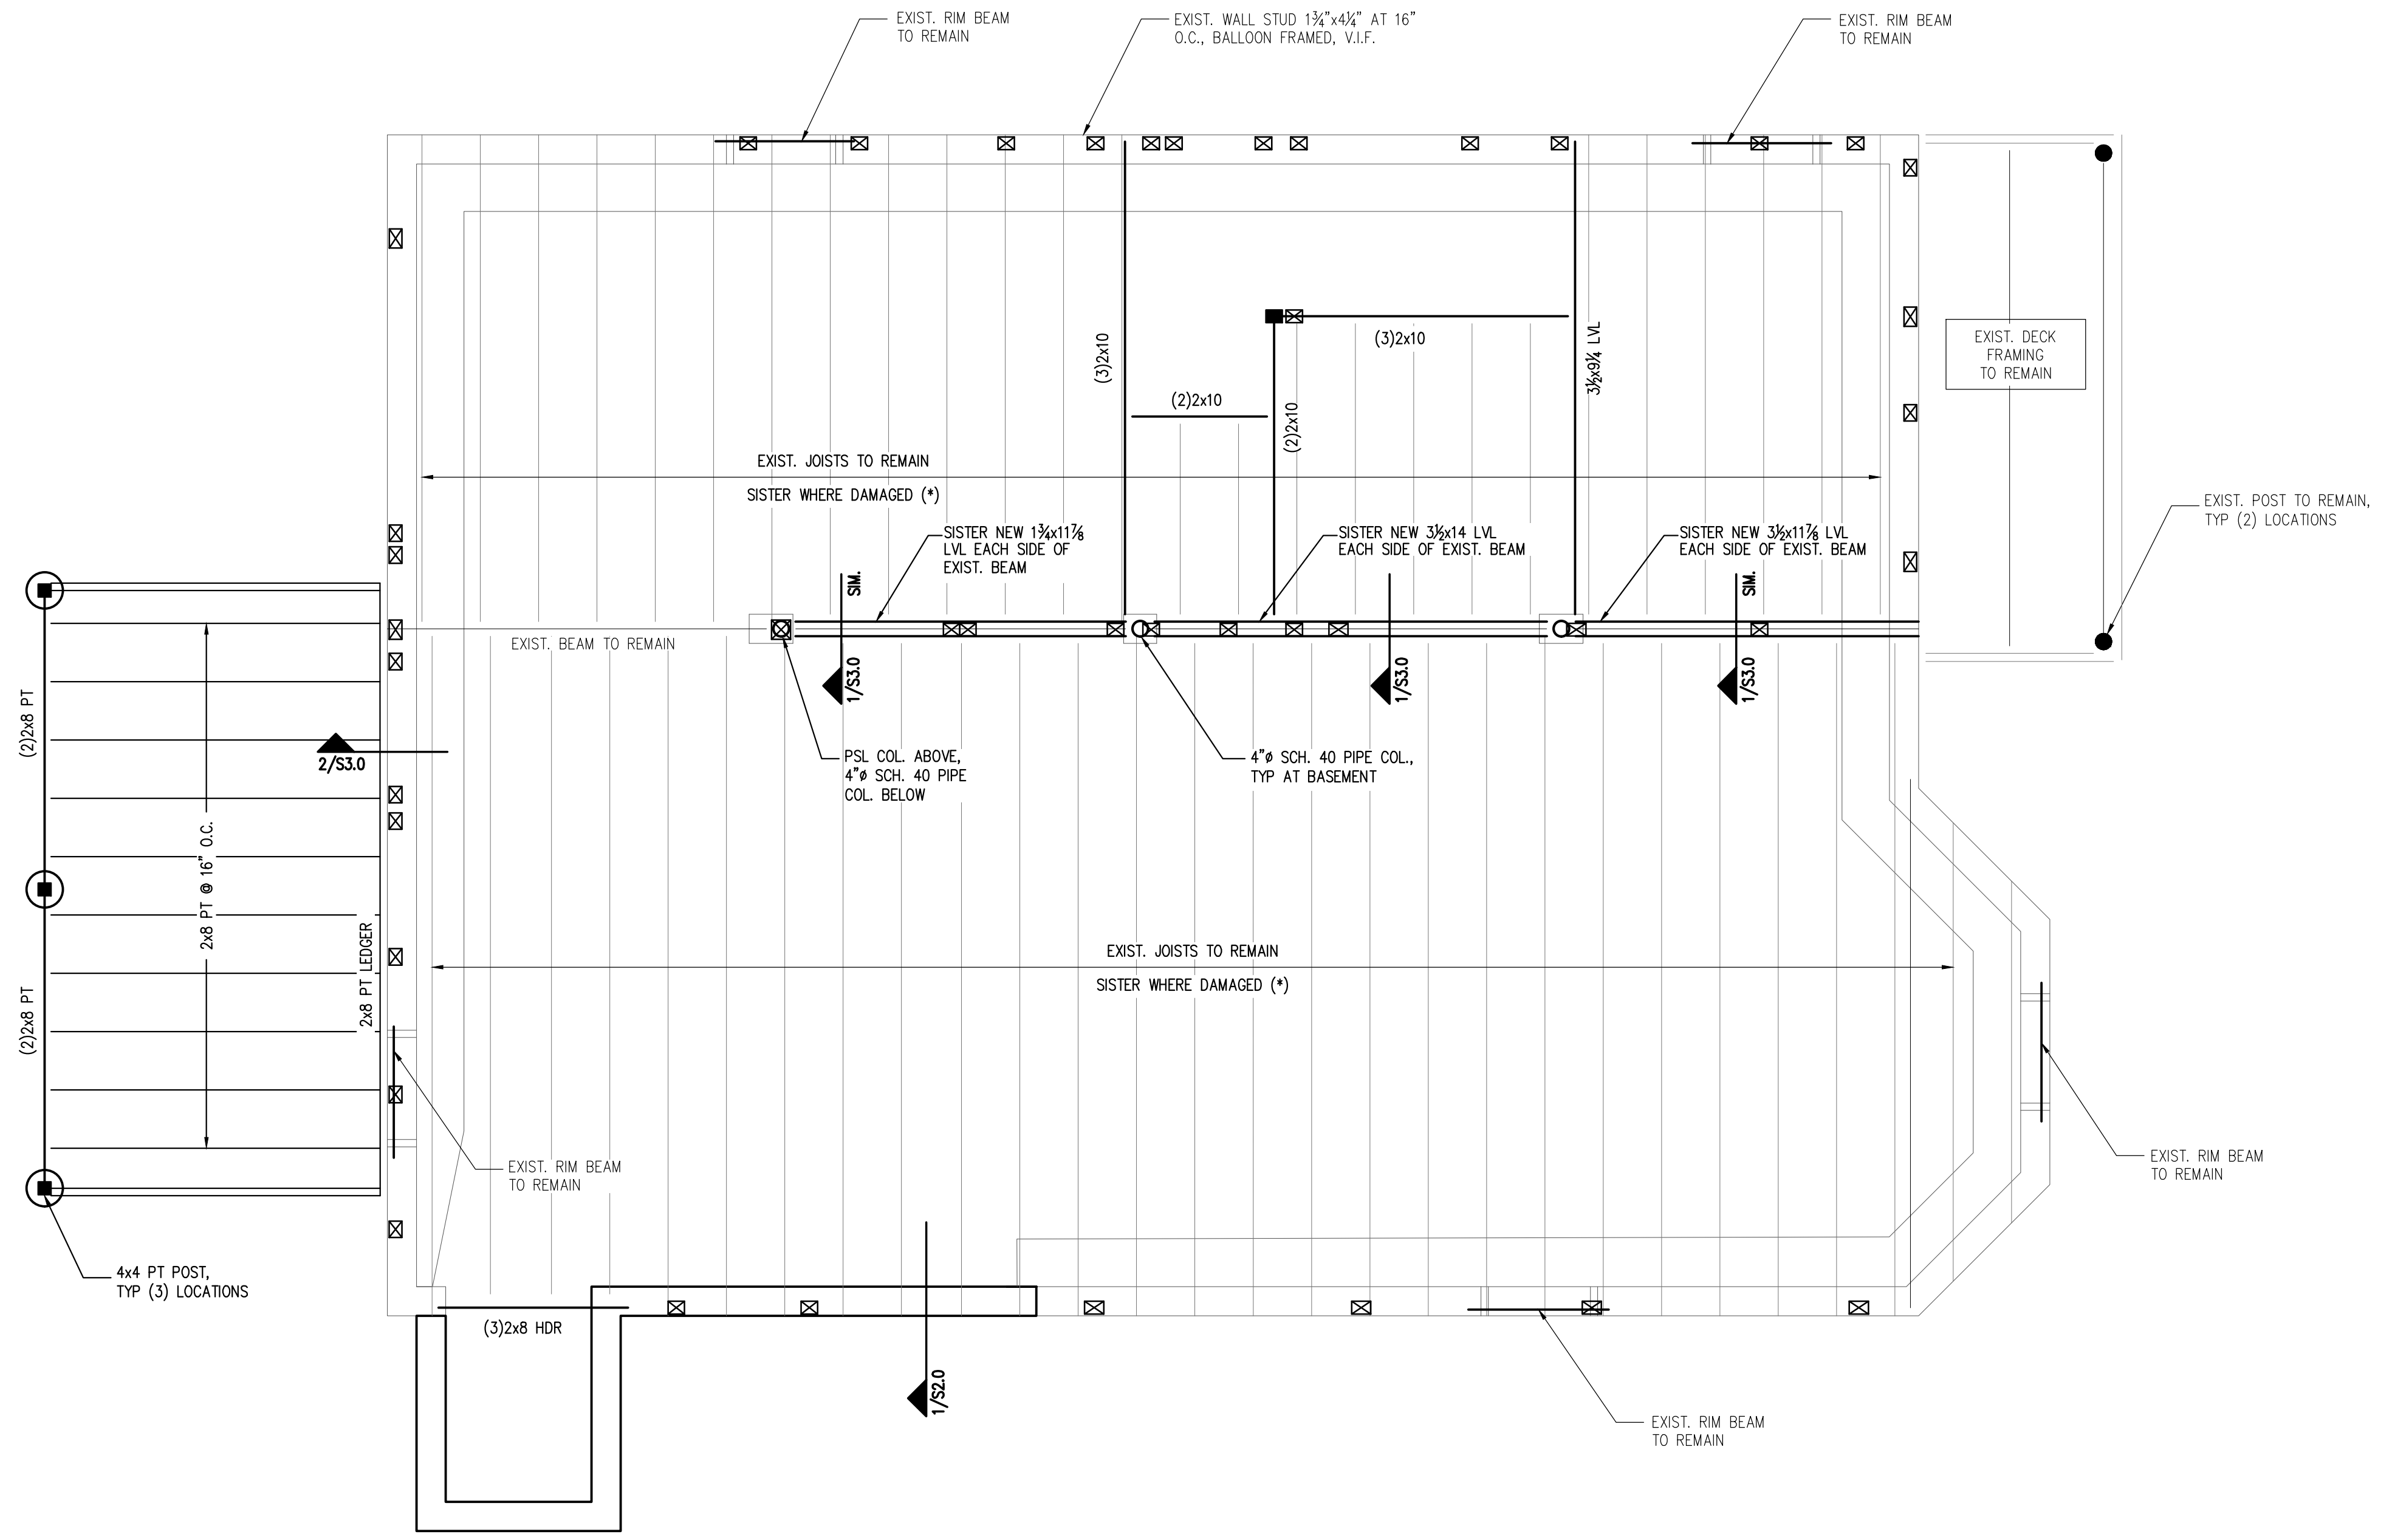 EXIST. RIM BEAM
TO REMAIN
EXIST. WALL STUD 1¾"x4¼" AT 16"
O.C., BALLOON FRAMED, V.I.F.
EXIST. RIM BEAM
TO REMAIN
(3)2x10
(3)2x10
3½x9¼ LVL
EXIST. DECK
FRAMING
TO REMAIN
(2)2x10
(2)2x10
EXIST. JOISTS TO REMAIN
SISTER WHERE DAMAGED (*)
EXIST. POST TO REMAIN,
TYP (2) LOCATIONS
SISTER NEW 1¾x11⅞
LVL EACH SIDE OF
EXIST. BEAM
SISTER NEW 3½x14 LVL
EACH SIDE OF EXIST. BEAM
SISTER NEW 3½x11⅞ LVL
EACH SIDE OF EXIST. BEAM
SIM.
SIM.
EXIST. BEAM TO REMAIN
1/S3.0
1/S3.0
1/S3.0
(2)2x8 PT
2/S3.0
PSL COL. ABOVE,
4"ø SCH. 40 PIPE
COL. BELOW
4"ø SCH. 40 PIPE COL.,
TYP AT BASEMENT
2x8 PT @ 16" O.C.
2x8 PT LEDGER
EXIST. JOISTS TO REMAIN
SISTER WHERE DAMAGED (*)
(2)2x8 PT
EXIST. RIM BEAM
TO REMAIN
EXIST. RIM BEAM
TO REMAIN
4x4 PT POST,
TYP (3) LOCATIONS
(3)2x8 HDR
1/S2.0
EXIST. RIM BEAM
TO REMAIN